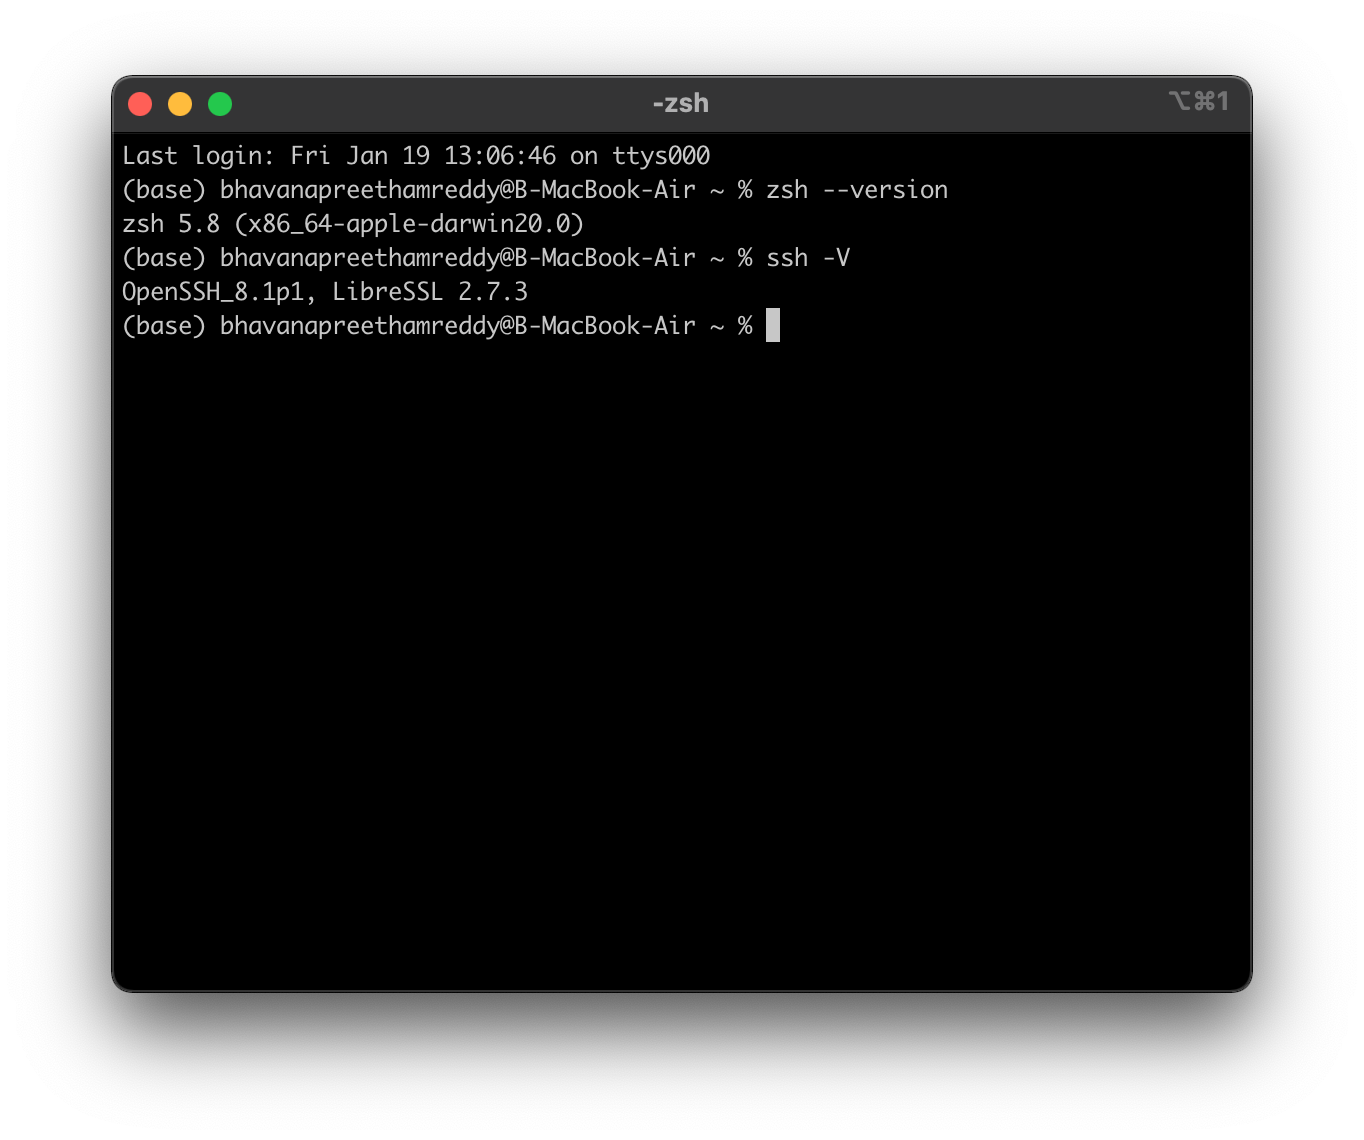 -zsh
⌥⌘1
Last login: Fri Jan 19 13:06:46 on ttys000
(base) bhavanapreethamreddy@B-MacBook-Air ~ % zsh --version
zsh 5.8 (x86_64-apple-darwin20.0)
(base) bhavanapreethamreddy@B-MacBook-Air ~ % ssh -V
OpenSSH_8.1p1, LibreSSL 2.7.3
(base) bhavanapreethamreddy@B-MacBook-Air ~ %